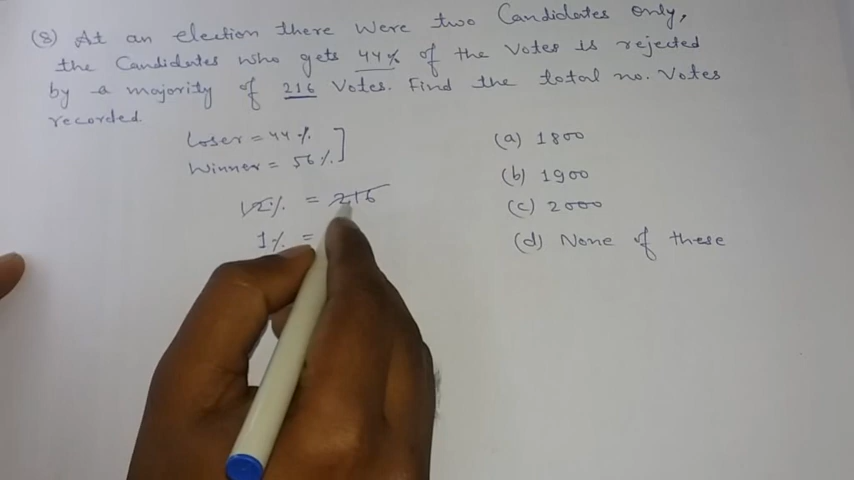 (8) At an election there were two Candidates only,
the Candidates who gets 44% of the votes is rejected
by a majority of 216 votes. Find the total no. Votes
recorded
Loser = 44%
Winner = 56%
12% = 216
1% =
(a) 1800
(b) 1900
(c) 2000
(d) None of these